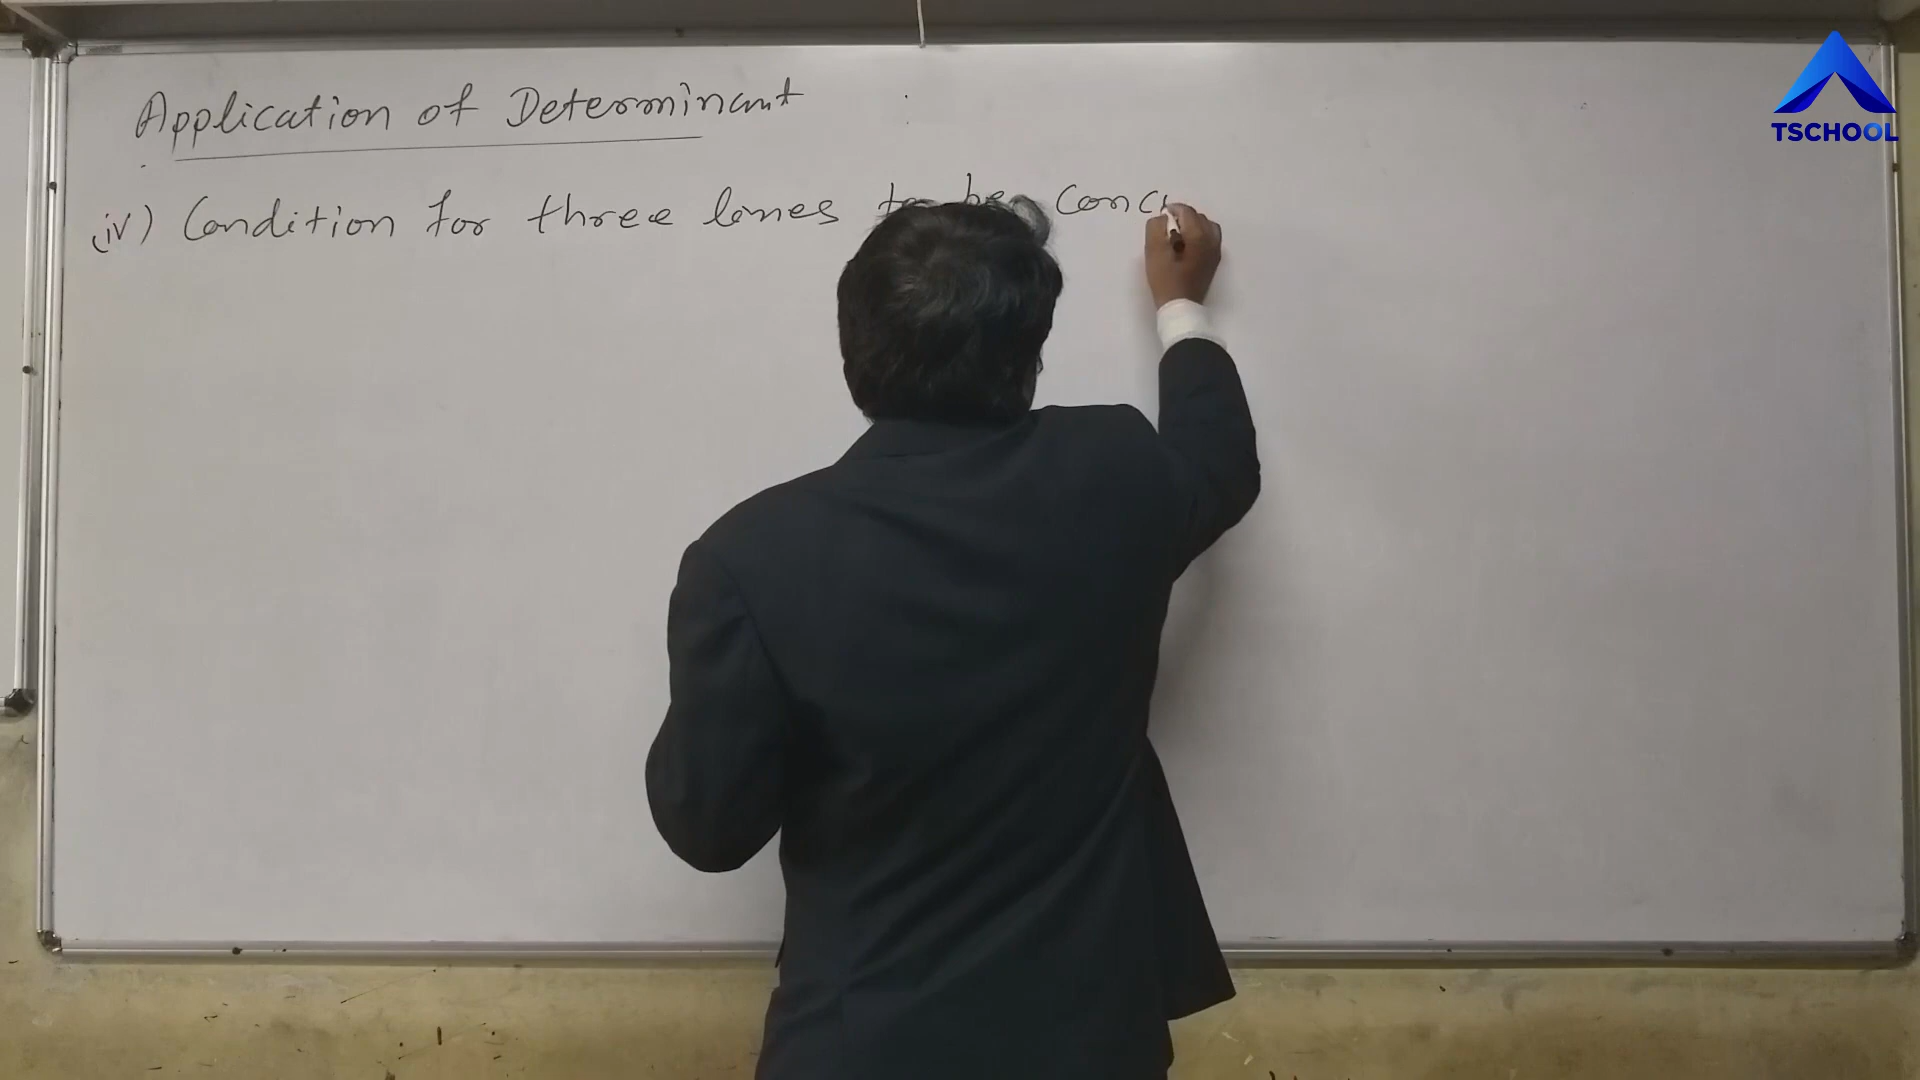 Application of Determinant
(iv) Condition for three lines to be conc
TSCHOOL